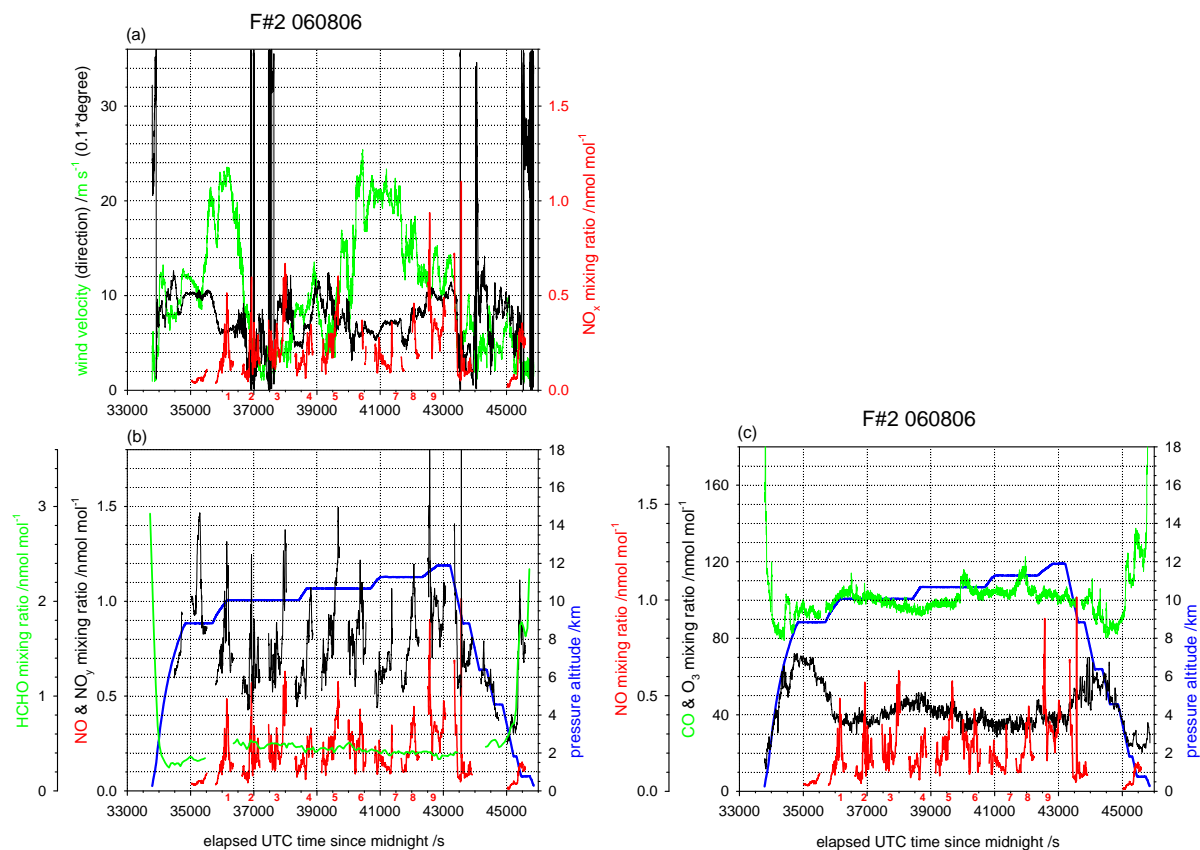 F#2 060806
(a)
wind velocity (direction) /m s-1 (0.1*degree)
30
20
10
0
1.5
1.0
0.5
0.0
NOx mixing ratio /nmol mol-1
1 2 3 4 5 6 7 8 9
33000 35000 37000 39000 41000 43000 45000
(b)
HCHO mixing ratio /nmol mol-1
3
2
1
0
NO & NOy mixing ratio /nmol mol-1
1.5
1.0
0.5
0.0
18
16
14
12
10
8
6
4
2
0
pressure altitude /km
1 2 3 4 5 6 7 8 9
33000 35000 37000 39000 41000 43000 45000
elapsed UTC time since midnight /s
F#2 060806
(c)
NO mixing ratio /nmol mol-1
1.5
1.0
0.5
0.0
CO & O3 mixing ratio /nmol mol-1
160
120
80
40
0
18
16
14
12
10
8
6
4
2
0
pressure altitude /km
1 2 3 4 5 6 7 8 9
33000 35000 37000 39000 41000 43000 45000
elapsed UTC time since midnight /s